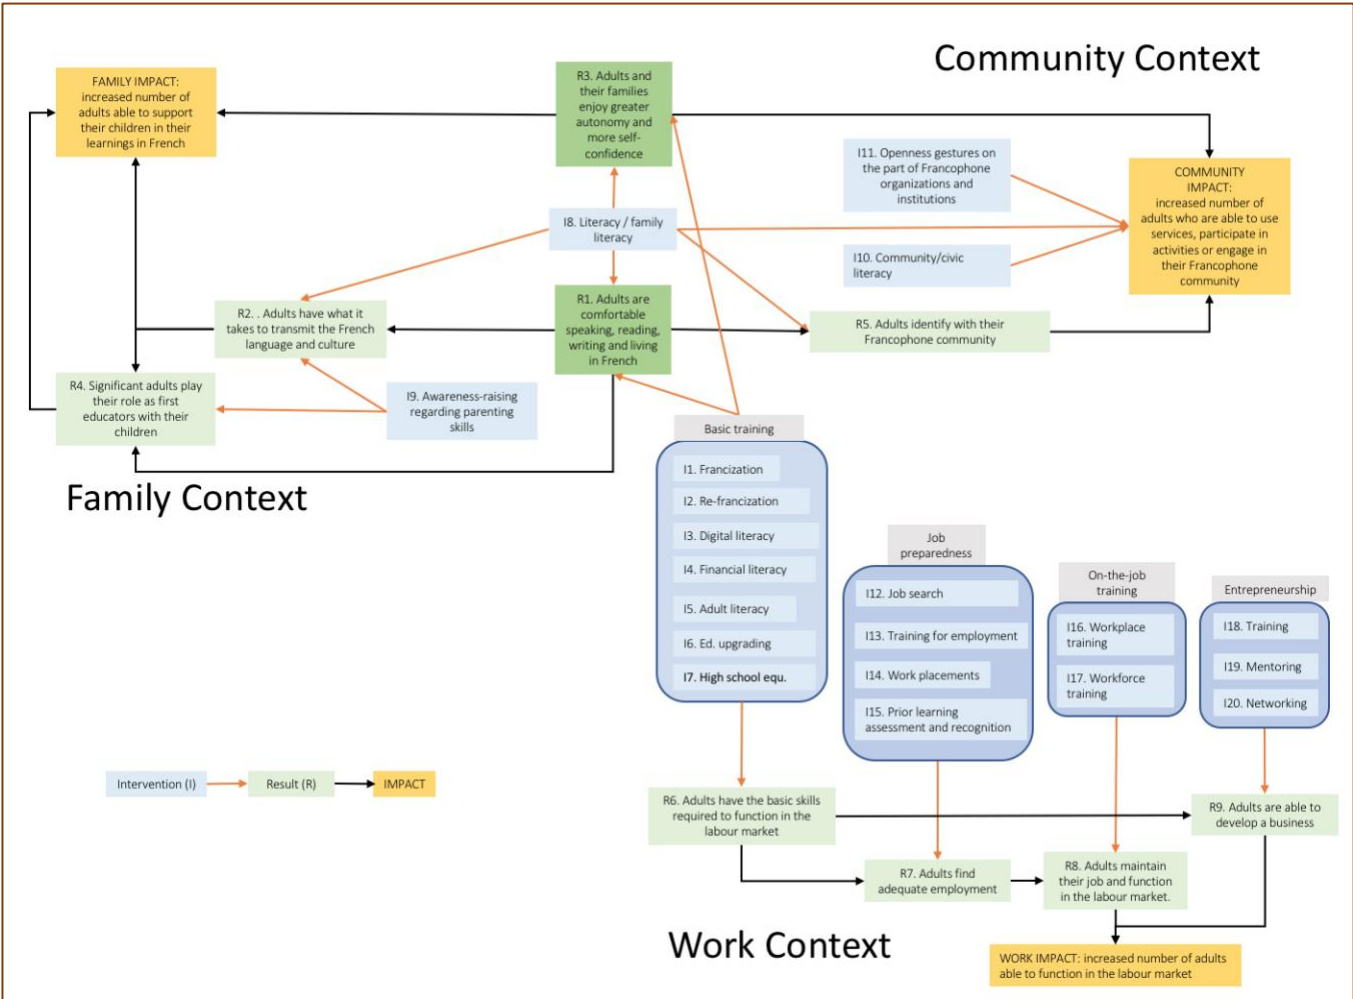 Community Context
FAMILY IMPACT:
increased number of
adults able to support
their children in their
learnings in French
R3. Adults and
their families
enjoy greater
autonomy and
more self-
confidence
I11. Openness gestures on
the part of Francophone
organizations and
institutions
COMMUNITY
IMPACT:
increased number of
adults who are able to use
services, participate in
activities or engage in
their Francophone
community
I8. Literacy / family
literacy
I10. Community/civic
literacy
R2. . Adults have what it
takes to transmit the French
language and culture
R1. Adults are
comfortable
speaking, reading,
writing and living
in French
R5. Adults identify with their
Francophone community
R4. Significant adults play
their role as first
educators with their
children
I9. Awareness-raising
regarding parenting
skills
Family Context
Basic training
I1. Francization
I2. Re-francization
I3. Digital literacy
I4. Financial literacy
I5. Adult literacy
I6. Ed. upgrading
I7. High school equ.
Job
preparedness
I12. Job search
I13. Training for employment
I14. Work placements
I15. Prior learning
assessment and recognition
On-the-job
training
I16. Workplace
training
I17. Workforce
training
Entrepreneurship
I18. Training
I19. Mentoring
I20. Networking
Intervention (I)
Result (R)
IMPACT
R6. Adults have the basic skills
required to function in the
labour market
R9. Adults are able to
develop a business
R7. Adults find
adequate employment
R8. Adults maintain
their job and function
in the labour market.
Work Context
WORK IMPACT: increased number of adults
able to function in the labour market